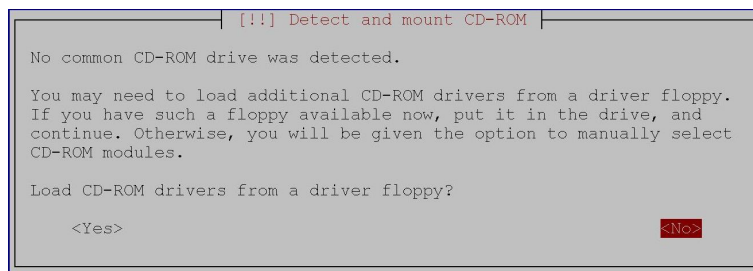 [!!] Detect and mount CD-ROM
No common CD-ROM drive was detected.
You may need to load additional CD-ROM drivers from a driver floppy.
If you have such a floppy available now, put it in the drive, and
continue. Otherwise, you will be given the option to manually select
CD-ROM modules.
Load CD-ROM drivers from a driver floppy?
<Yes> <No>